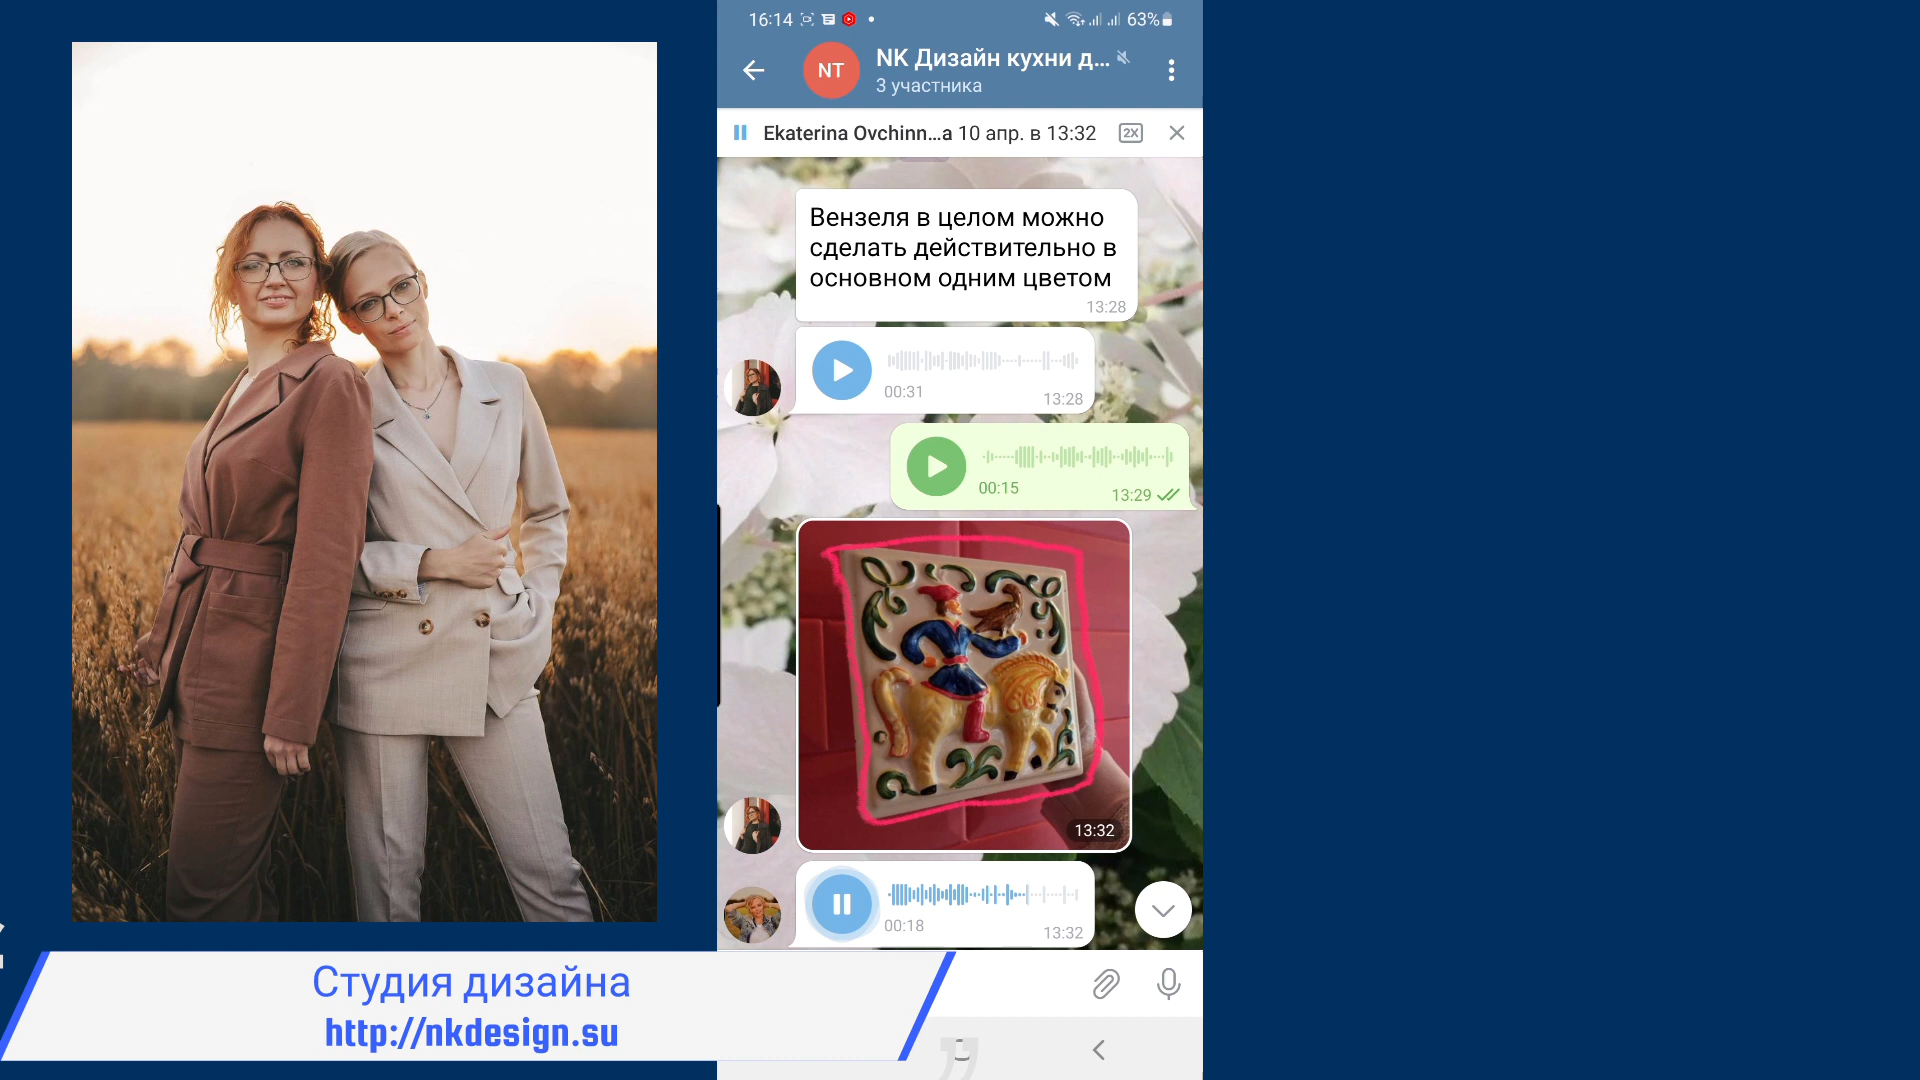 16:14
63%
NT
NK Дизайн кухни д...
3 участника
Ekaterina Ovchinn...a 10 апр. в 13:32
2X
Вензеля в целом можно
сделать действительно в
основном одним цветом
13:28
00:31
13:28
00:15
13:29
13:32
00:18
13:32
Студия дизайна
http://nkdesign.su